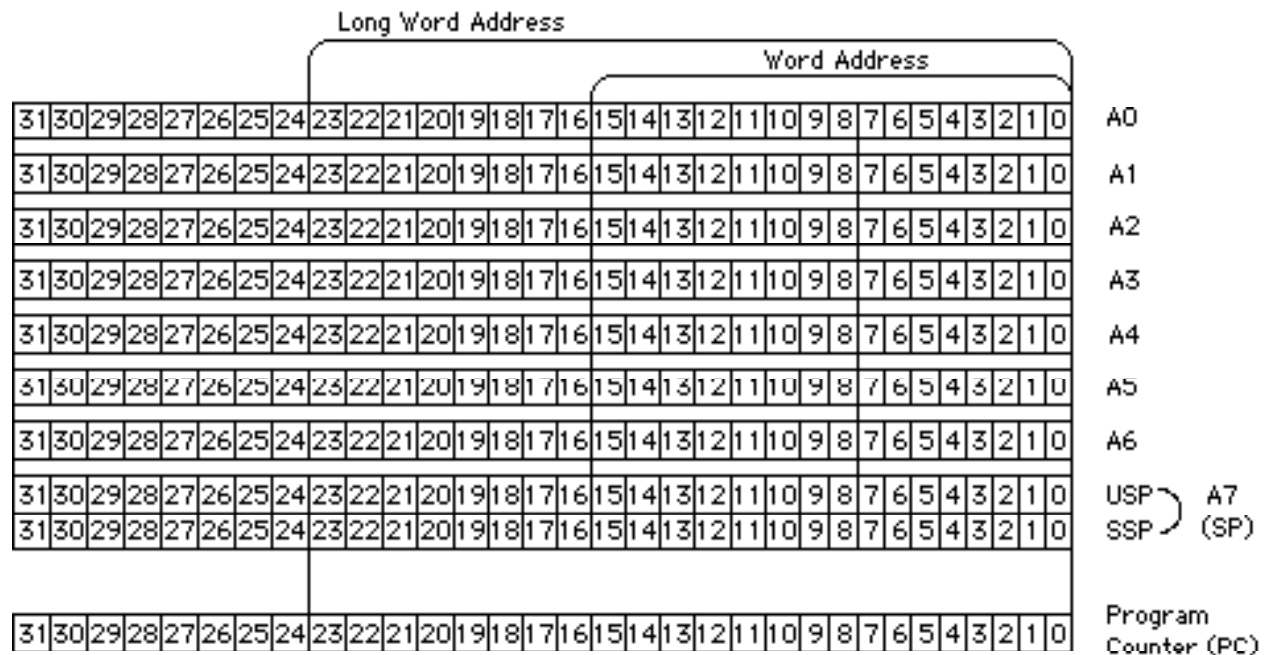 Long Word Address
Word Address
31 30 29 28 27 26 25 24 23 22 21 20 19 18 17 16 15 14 13 12 11 10 9 8 7 6 5 4 3 2 1 0 A0
31 30 29 28 27 26 25 24 23 22 21 20 19 18 17 16 15 14 13 12 11 10 9 8 7 6 5 4 3 2 1 0 A1
31 30 29 28 27 26 25 24 23 22 21 20 19 18 17 16 15 14 13 12 11 10 9 8 7 6 5 4 3 2 1 0 A2
31 30 29 28 27 26 25 24 23 22 21 20 19 18 17 16 15 14 13 12 11 10 9 8 7 6 5 4 3 2 1 0 A3
31 30 29 28 27 26 25 24 23 22 21 20 19 18 17 16 15 14 13 12 11 10 9 8 7 6 5 4 3 2 1 0 A4
31 30 29 28 27 26 25 24 23 22 21 20 19 18 17 16 15 14 13 12 11 10 9 8 7 6 5 4 3 2 1 0 A5
31 30 29 28 27 26 25 24 23 22 21 20 19 18 17 16 15 14 13 12 11 10 9 8 7 6 5 4 3 2 1 0 A6
31 30 29 28 27 26 25 24 23 22 21 20 19 18 17 16 15 14 13 12 11 10 9 8 7 6 5 4 3 2 1 0 USP A7
31 30 29 28 27 26 25 24 23 22 21 20 19 18 17 16 15 14 13 12 11 10 9 8 7 6 5 4 3 2 1 0 SSP (SP)
31 30 29 28 27 26 25 24 23 22 21 20 19 18 17 16 15 14 13 12 11 10 9 8 7 6 5 4 3 2 1 0 Program
Counter (PC)